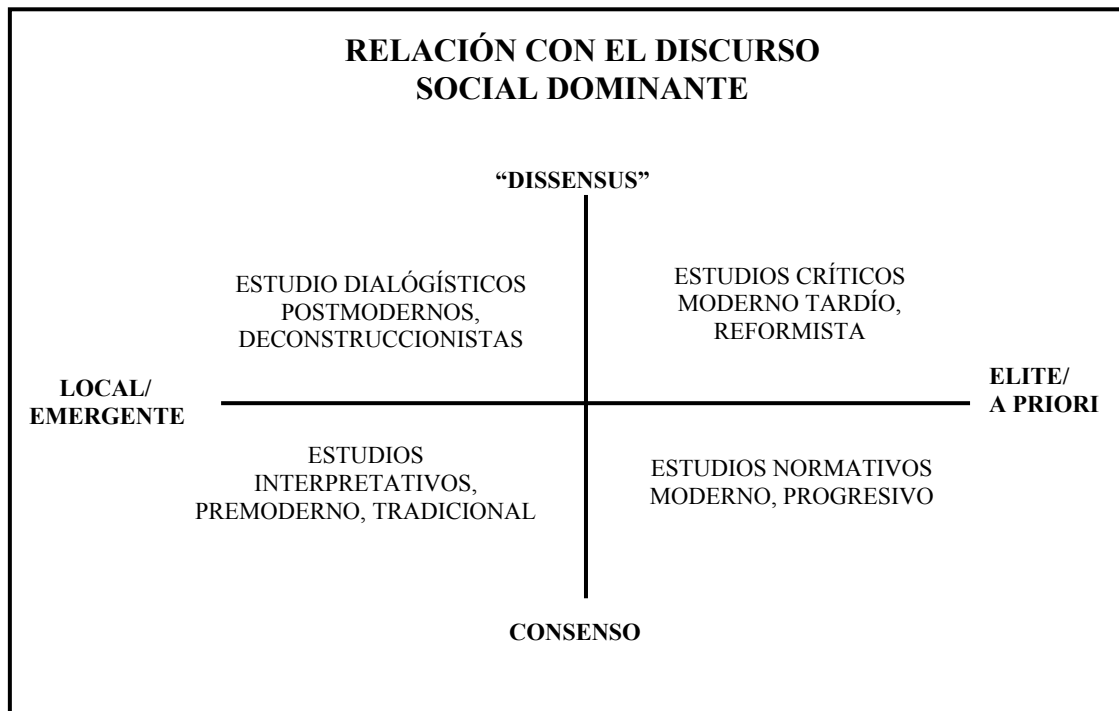 RELACIÓN CON EL DISCURSO
SOCIAL DOMINANTE
“DISSENSUS”
ESTUDIO DIALÓGÍSTICOS
POSTMODERNOS,
DECONSTRUCCIONISTAS
ESTUDIOS CRÍTICOS
MODERNO TARDÍO,
REFORMISTA
LOCAL/
EMERGENTE
ELITE/
A PRIORI
ESTUDIOS
INTERPRETATIVOS,
PREMODERNO, TRADICIONAL
ESTUDIOS NORMATIVOS
MODERNO, PROGRESIVO
CONSENSO